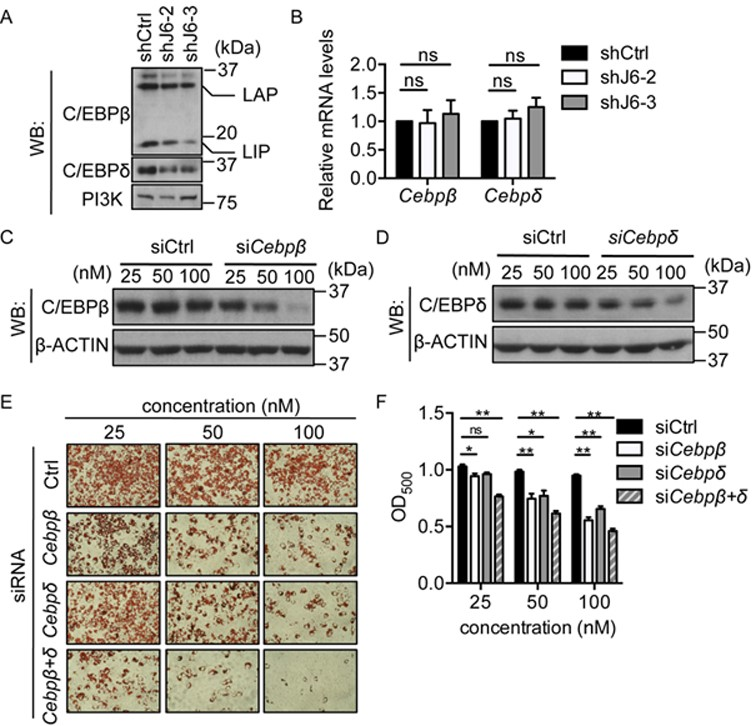 A
shCtrl
shJ6-2
shJ6-3
(kDa)
WB:
C/EBPβ
37
LAP
20
LIP
C/EBPδ
37
PI3K
75
B
Relative mRNA levels
2.0
1.5
1.0
0.5
0.0
ns
ns
ns
ns
Cebpβ
Cebpδ
shCtrl
shJ6-2
shJ6-3
C
siCtrl siCebpβ
(nM) 25 50 100 25 50 100 (kDa)
WB:
C/EBPβ
37
β-ACTIN
50
37
D
siCtrl siCebpδ
(nM) 25 50 100 25 50 100 (kDa)
WB:
C/EBPδ
37
β-ACTIN
50
37
E
concentration (nM)
25 50 100
siRNA
Ctrl
Cebpβ
Cebpδ
Cebpβ+δ
F
OD500
1.5
1.0
0.5
0.0
** ** **
ns * **
* ** **
25 50 100
concentration (nM)
siCtrl
siCebpβ
siCebpδ
siCebpβ+δ